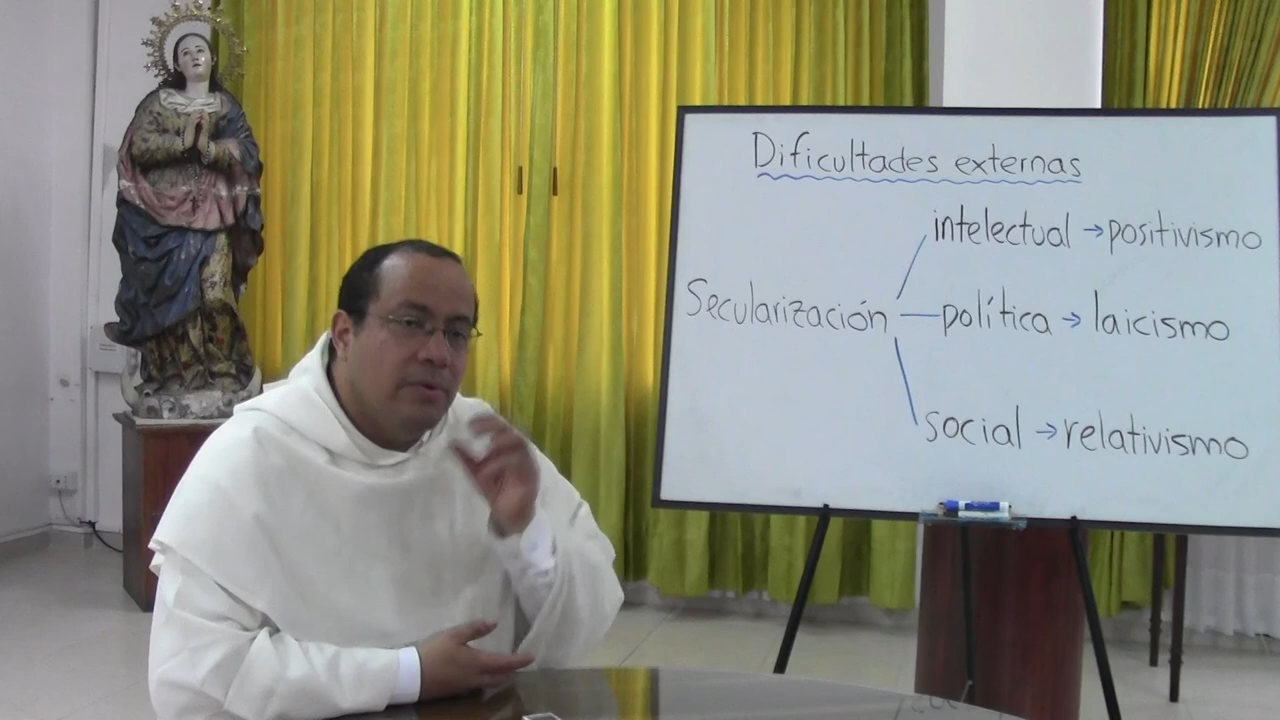 Dificultades externas
intelectual → positivismo
Secularización — política → laicismo
social → relativismo